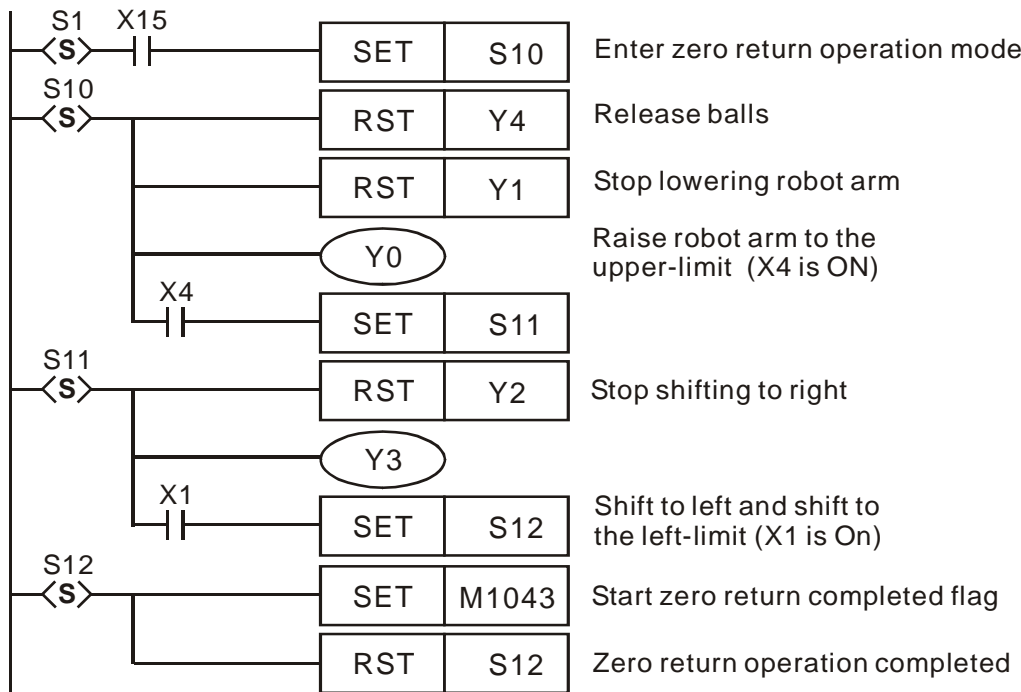 S1 X15
S SET S10 Enter zero return operation mode
S10
S RST Y4 Release balls
RST Y1 Stop lowering robot arm
Y0 Raise robot arm to the
upper-limit (X4 is ON)
X4
SET S11
S11
S RST Y2 Stop shifting to right
Y3
X1
SET S12 Shift to left and shift to
the left-limit (X1 is On)
S12
S SET M1043 Start zero return completed flag
RST S12 Zero return operation completed